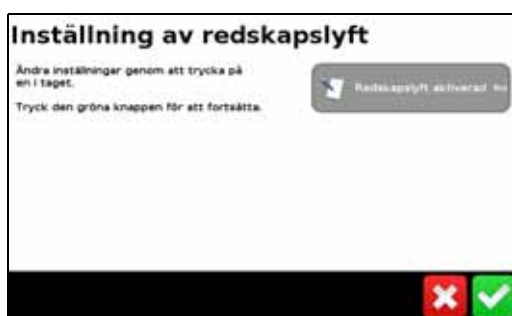 Inställning av redskapslyft
Ändra inställningar genom att trycka på
en i taget.
Redskapslyft aktiverad
Tryck den gröna knappen för att fortsätta.